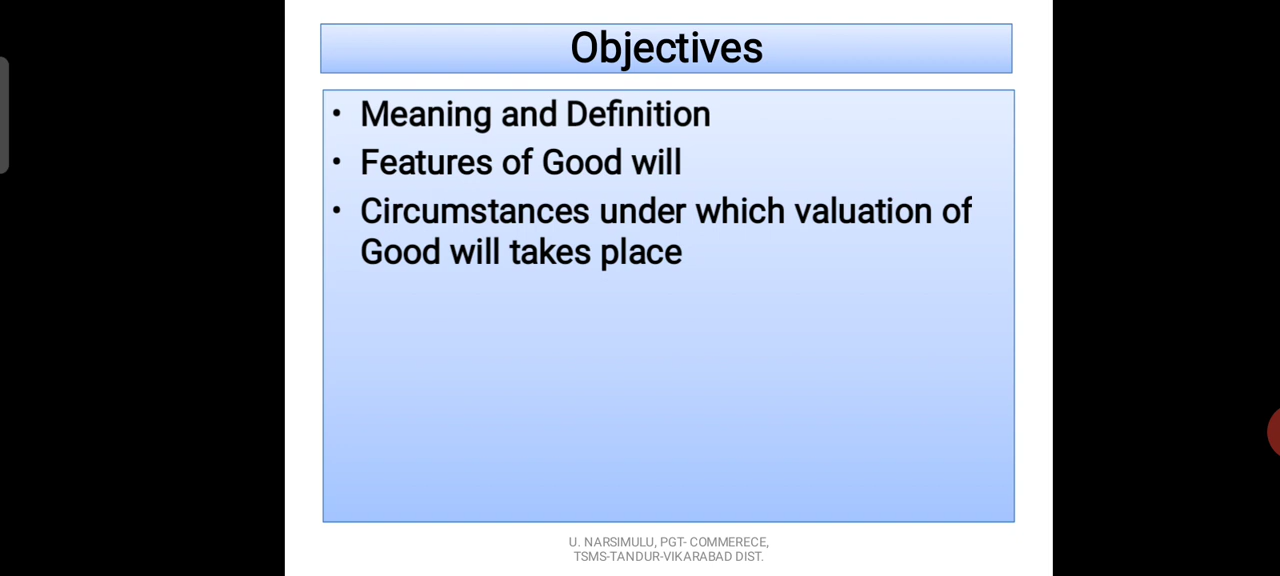 Objectives
• Meaning and Definition
• Features of Good will
• Circumstances under which valuation of
Good will takes place
U. NARSIMULU, PGT- COMMERECE,
TSMS-TANDUR-VIKARABAD DIST.